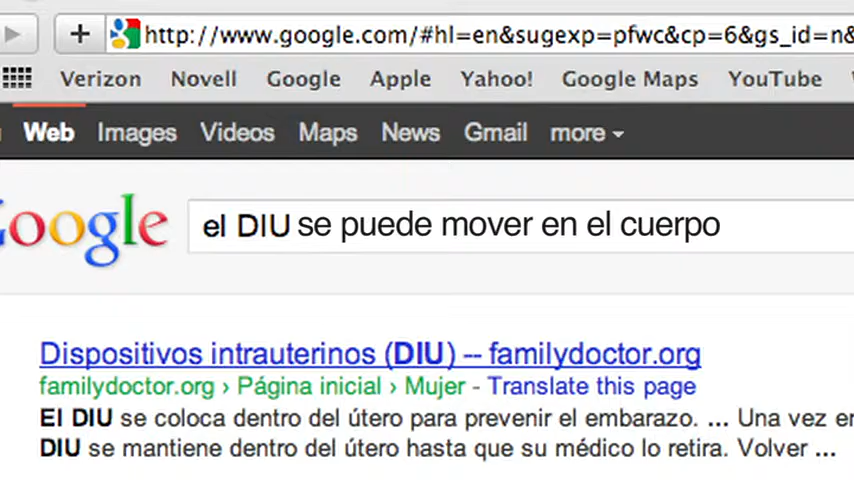 http://www.google.com/#hl=en&sugexp=pfwc&cp=6&gs_id=n&
Verizon Novell Google Apple Yahoo! Google Maps YouTube
Web Images Videos Maps News Gmail more
Google el DIU se puede mover en el cuerpo
Dispositivos intrauterinos (DIU) -- familydoctor.org
familydoctor.org › Página inicial › Mujer - Translate this page
El DIU se coloca dentro del útero para prevenir el embarazo. ... Una vez
DIU se mantiene dentro del útero hasta que su médico lo retira. Volver ...